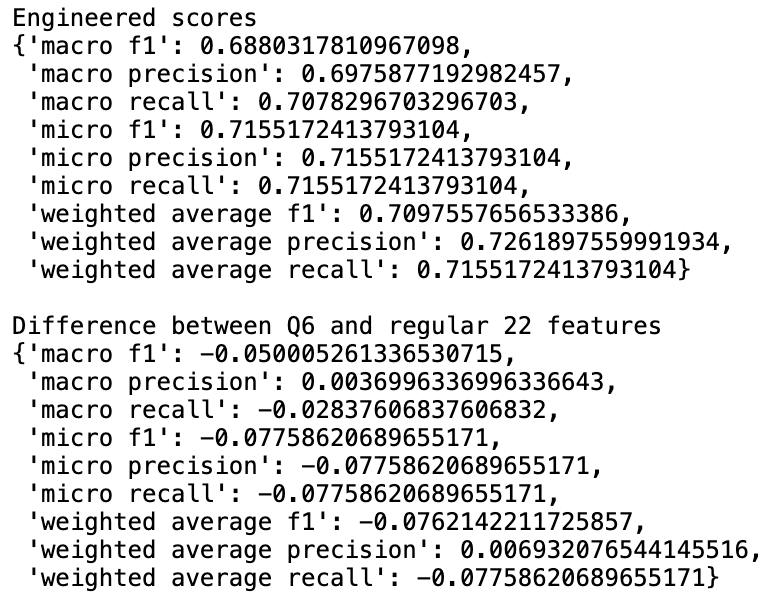 Engineered scores
{'macro f1': 0.6880317810967098,
'macro precision': 0.6975877192982457,
'macro recall': 0.7078296703296703,
'micro f1': 0.7155172413793104,
'micro precision': 0.7155172413793104,
'micro recall': 0.7155172413793104,
'weighted average f1': 0.7097557656533386,
'weighted average precision': 0.7261897559991934,
'weighted average recall': 0.7155172413793104}
Difference between Q6 and regular 22 features
{'macro f1': -0.050005261336530715,
'macro precision': 0.0036996336996336643,
'macro recall': -0.02837606837606832,
'micro f1': -0.07758620689655171,
'micro precision': -0.07758620689655171,
'micro recall': -0.07758620689655171,
'weighted average f1': -0.0762142211725857,
'weighted average precision': 0.006932076544145516,
'weighted average recall': -0.07758620689655171}